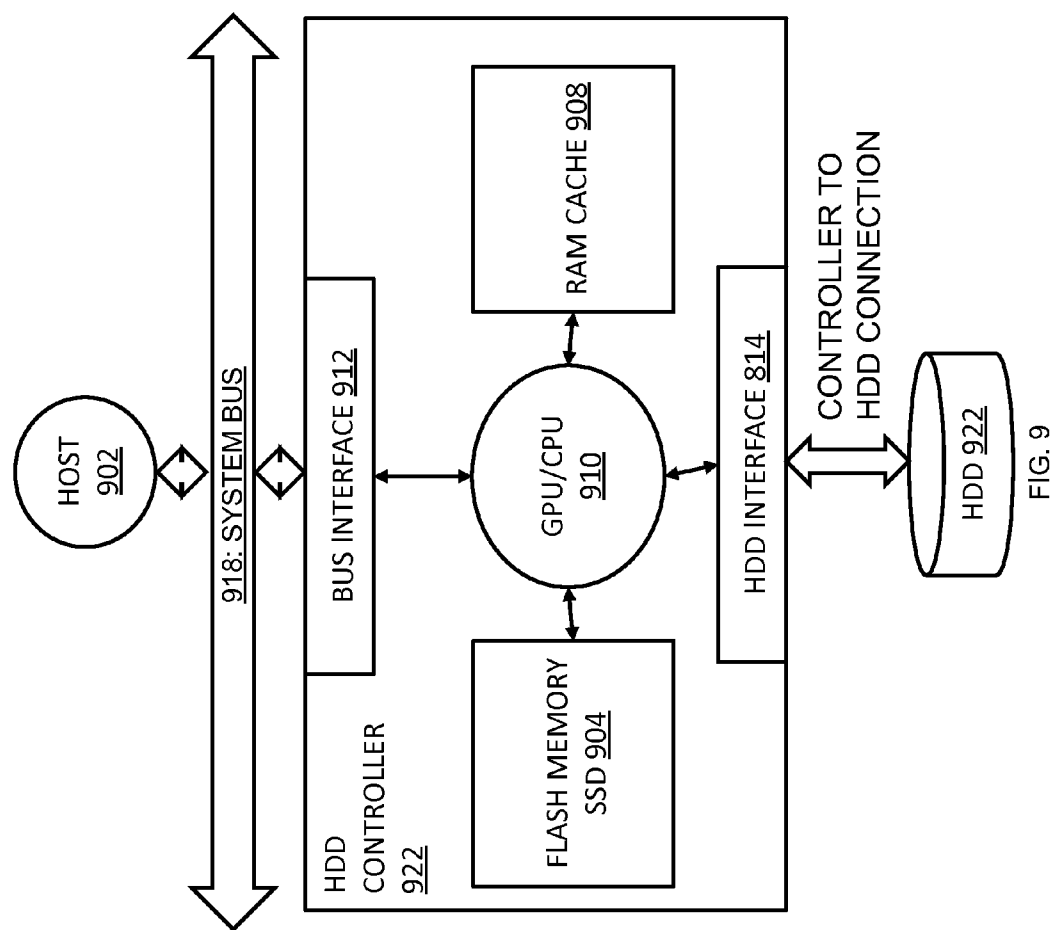 HOST
902
918: SYSTEM BUS
BUS INTERFACE 912
HDD
CONTROLLER
922
FLASH MEMORY
SSD 904
GPU/CPU
910
RAM CACHE 908
HDD INTERFACE 814
CONTROLLER TO
HDD CONNECTION
HDD 922
FIG. 9